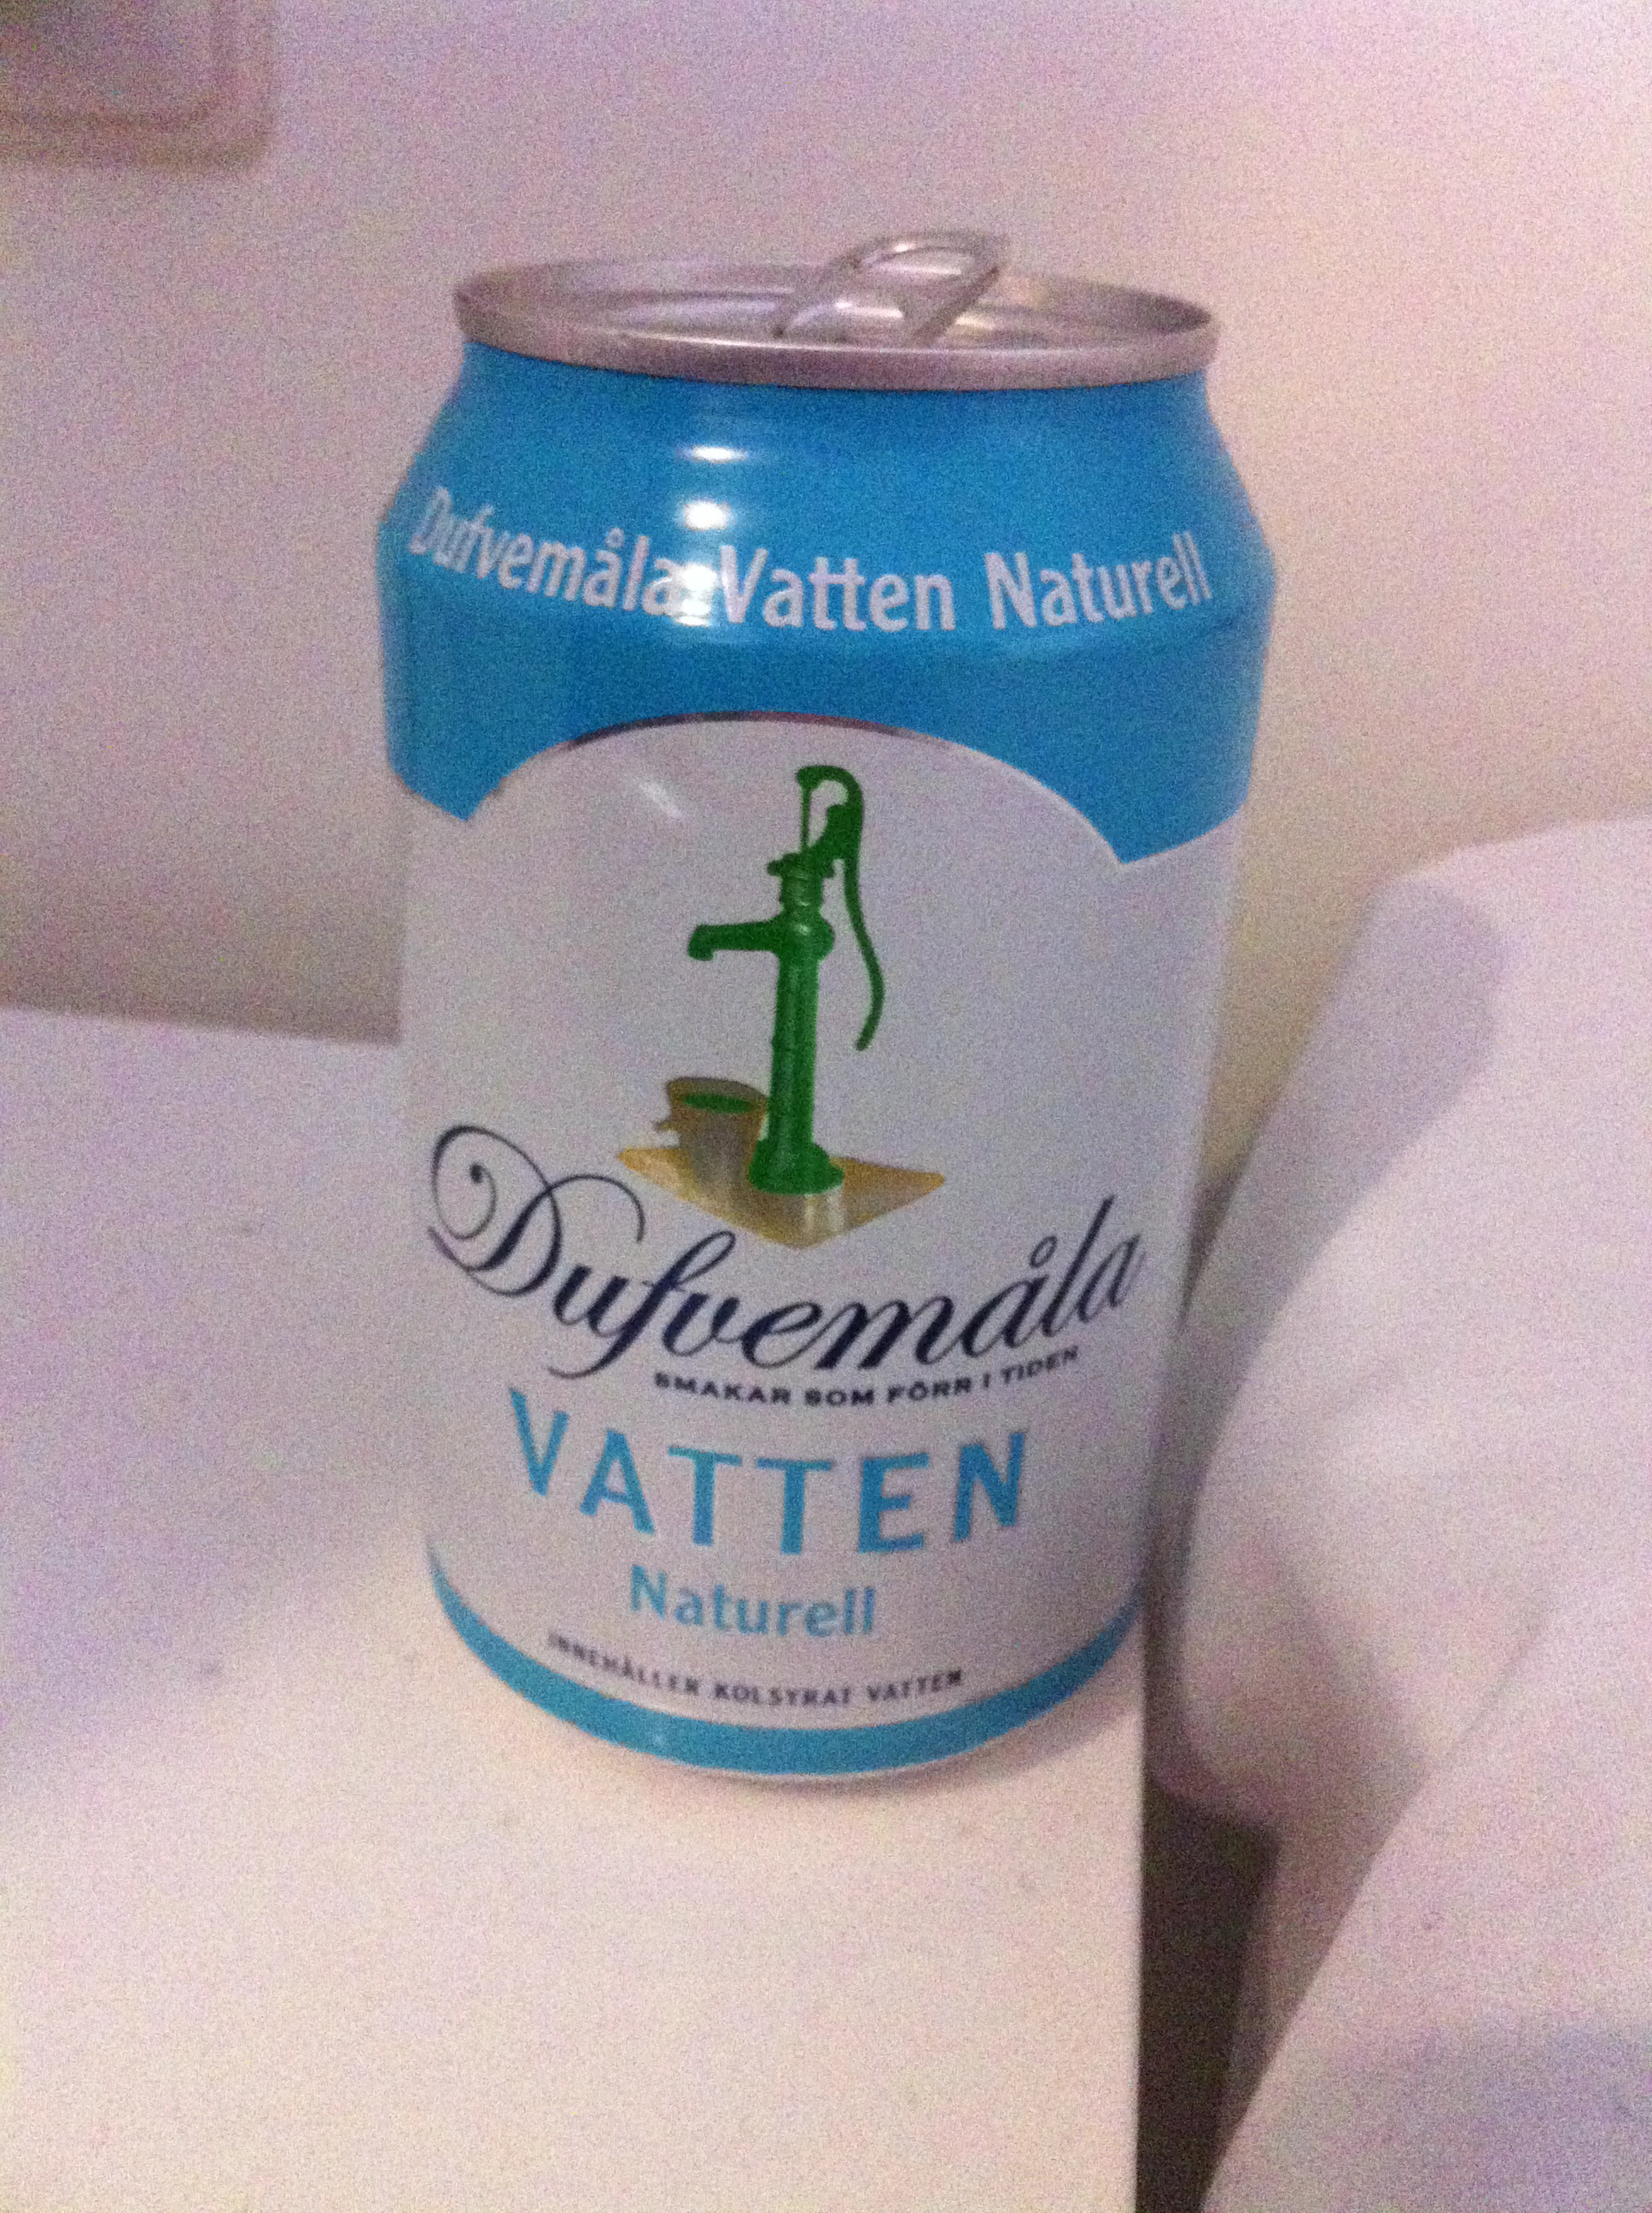 Dufvemåla Vatten Naturell
Dufvemåla
SMAKAR SOM FÖRR I TIDEN
VATTEN
Naturell
INNEHÅLLER KOLSYRAT VATTEN